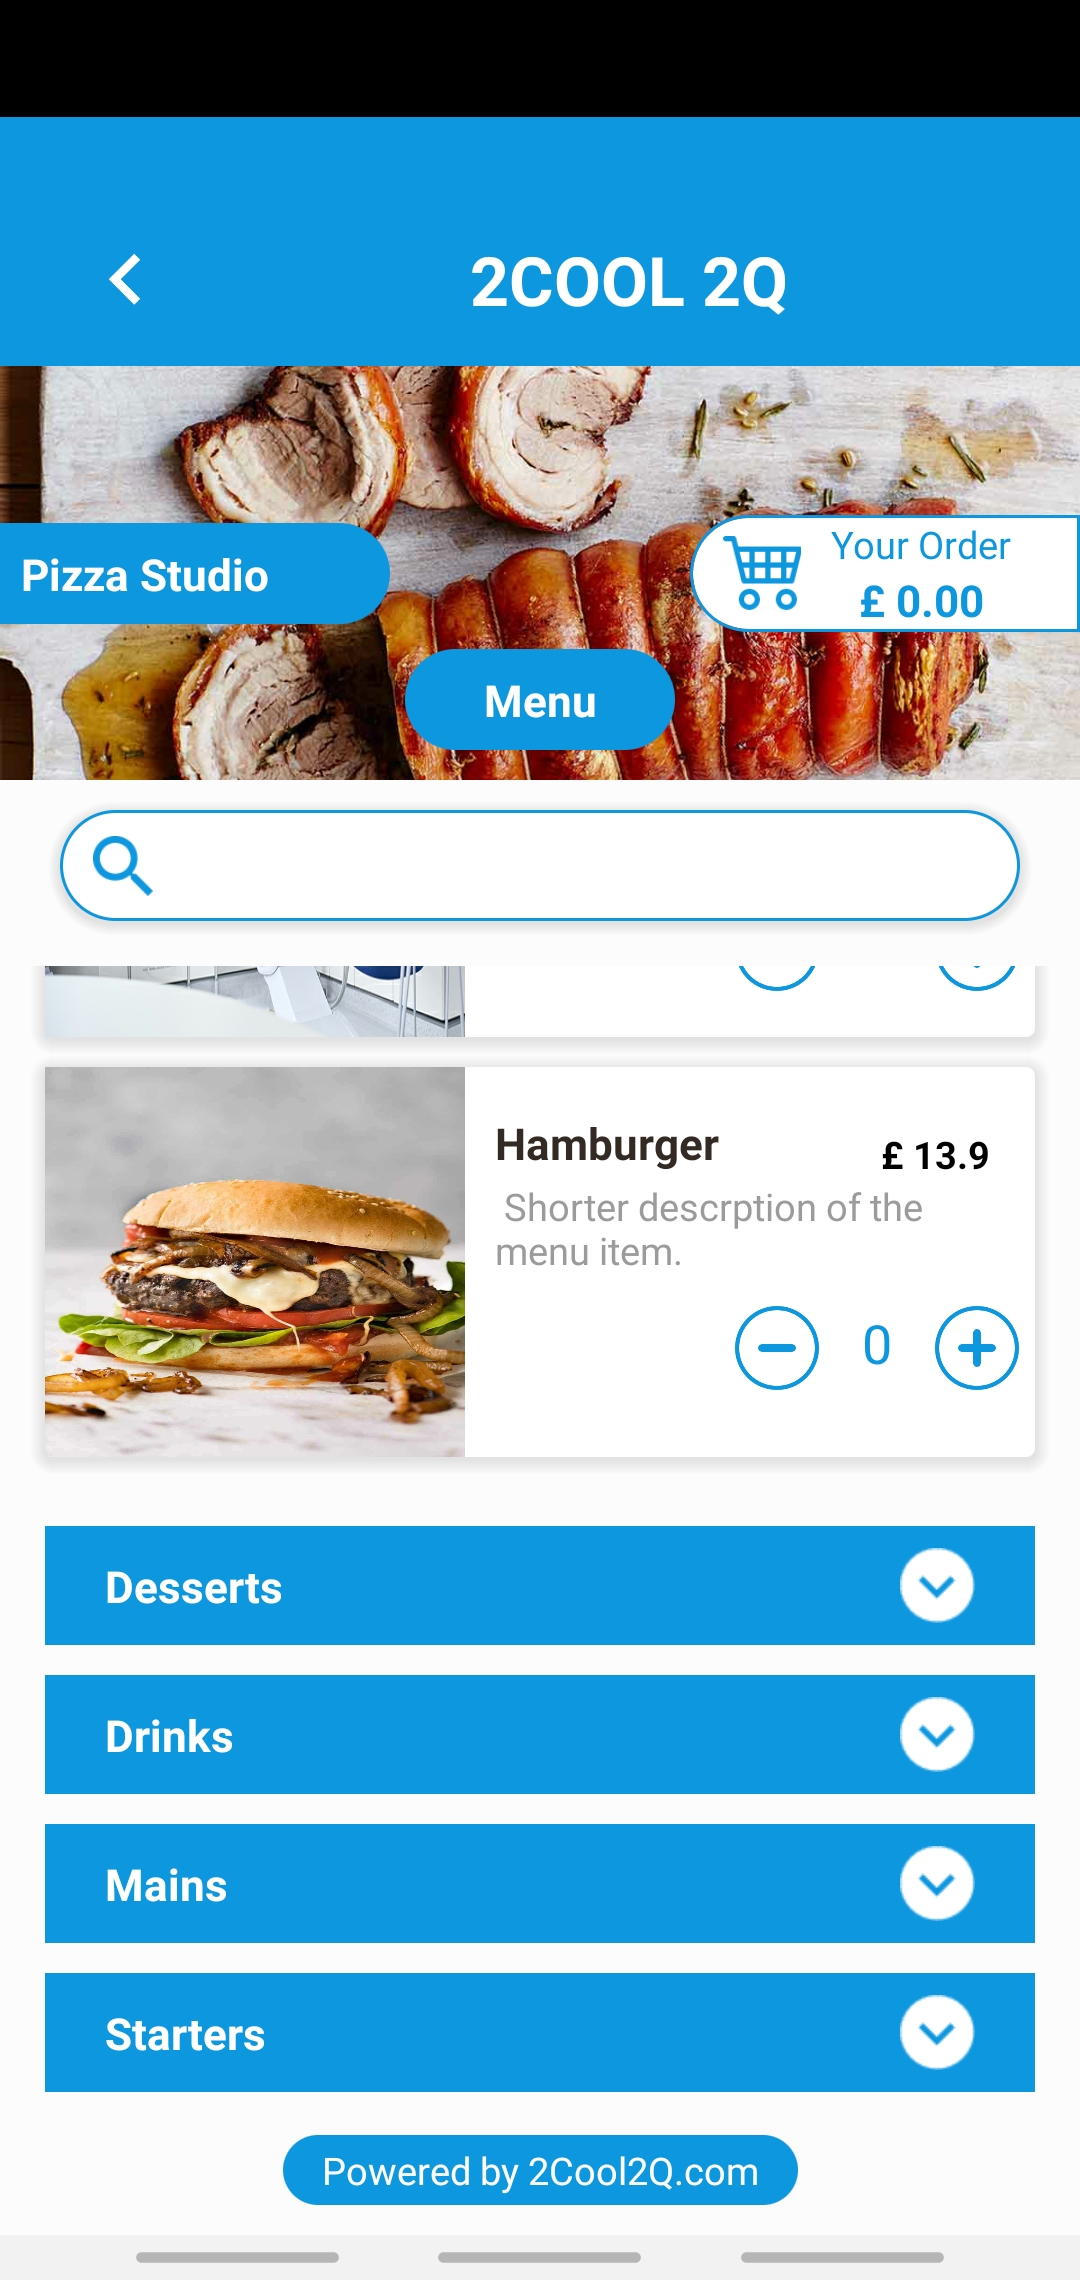 2COOL 2Q
Pizza Studio
Your Order
£ 0.00
Menu
Hamburger
£ 13.9
Shorter descrption of the
menu item.
0
Desserts
Drinks
Mains
Starters
Powered by 2Cool2Q.com